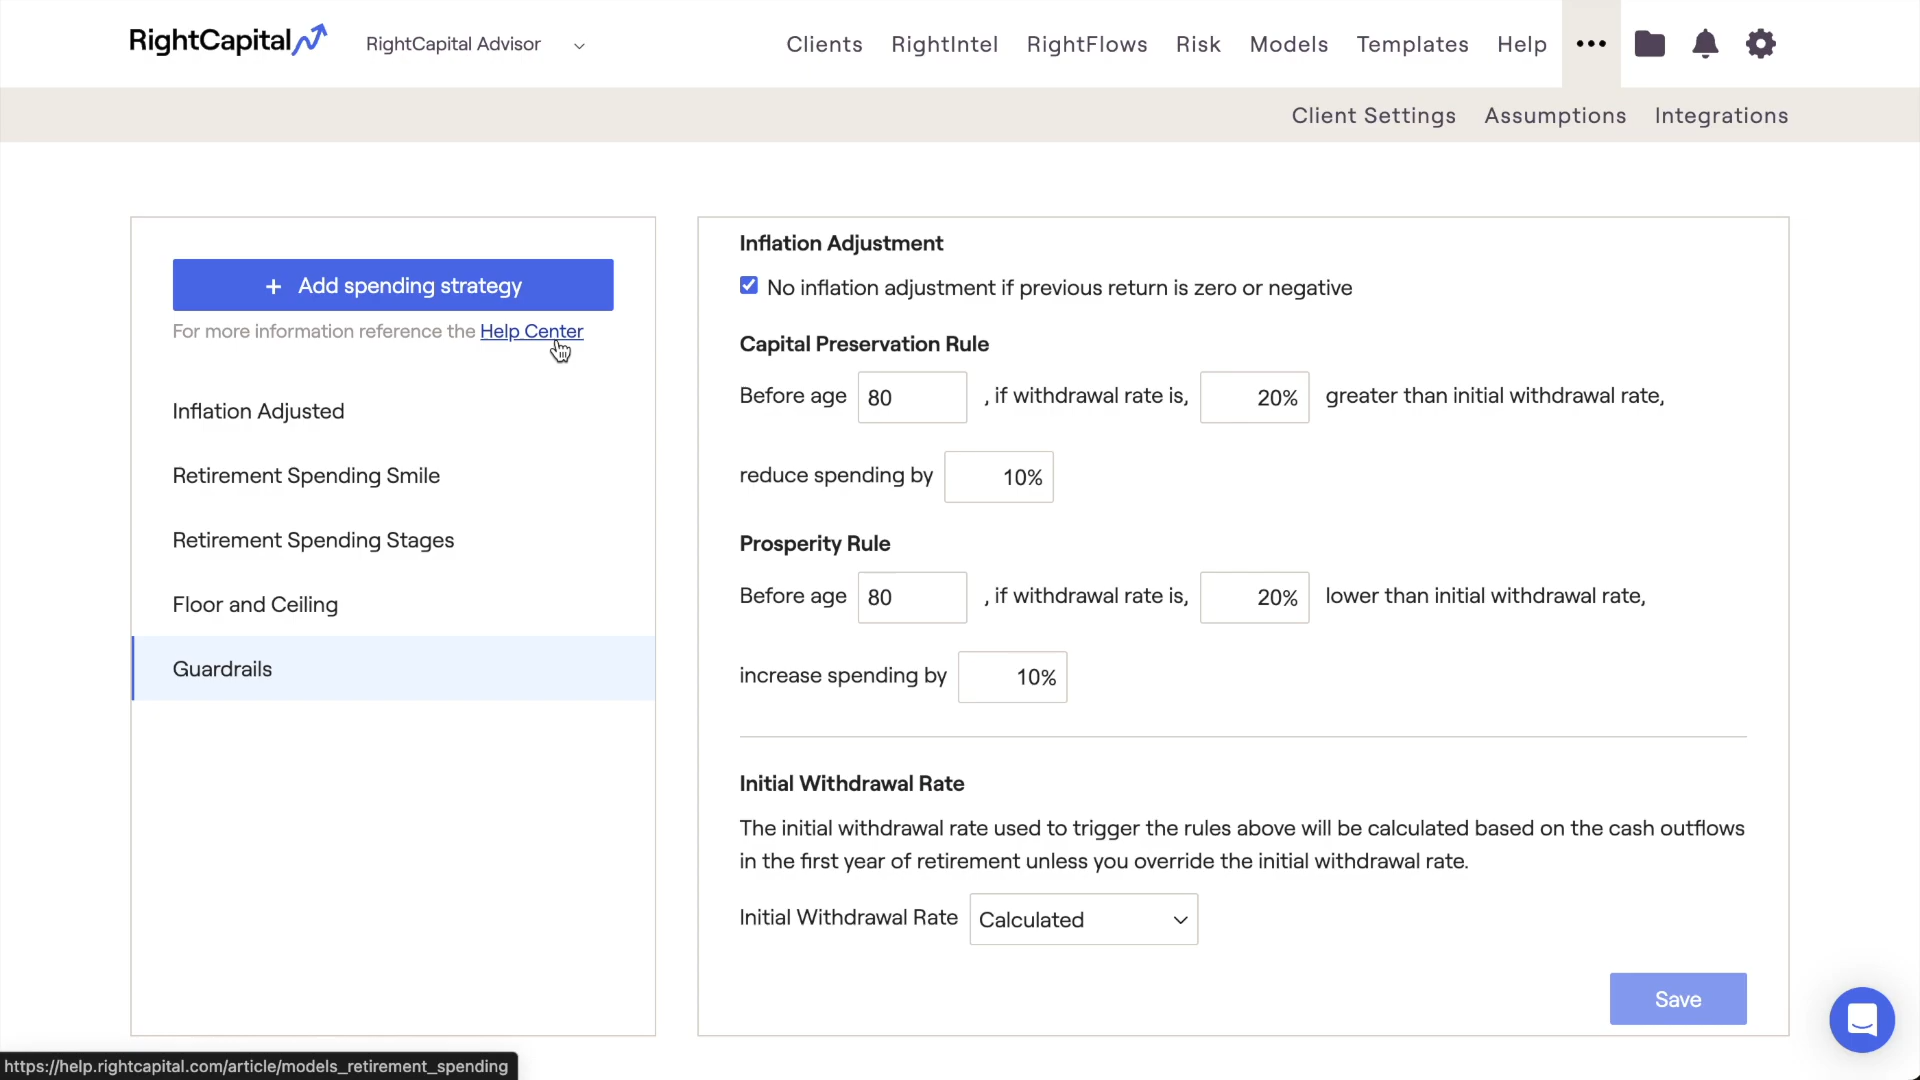 RightCapital
RightCapital Advisor
Clients RightIntel RightFlows Risk Models Templates Help
Client Settings Assumptions Integrations
+ Add spending strategy
For more information reference the Help Center
Inflation Adjusted
Retirement Spending Smile
Retirement Spending Stages
Floor and Ceiling
Guardrails
Inflation Adjustment
No inflation adjustment if previous return is zero or negative
Capital Preservation Rule
Before age 80 , if withdrawal rate is, 20% greater than initial withdrawal rate,
reduce spending by 10%
Prosperity Rule
Before age 80 , if withdrawal rate is, 20% lower than initial withdrawal rate,
increase spending by 10%
Initial Withdrawal Rate
The initial withdrawal rate used to trigger the rules above will be calculated based on the cash outflows
in the first year of retirement unless you override the initial withdrawal rate.
Initial Withdrawal Rate Calculated
Save
https://help.rightcapital.com/article/models_retirement_spending